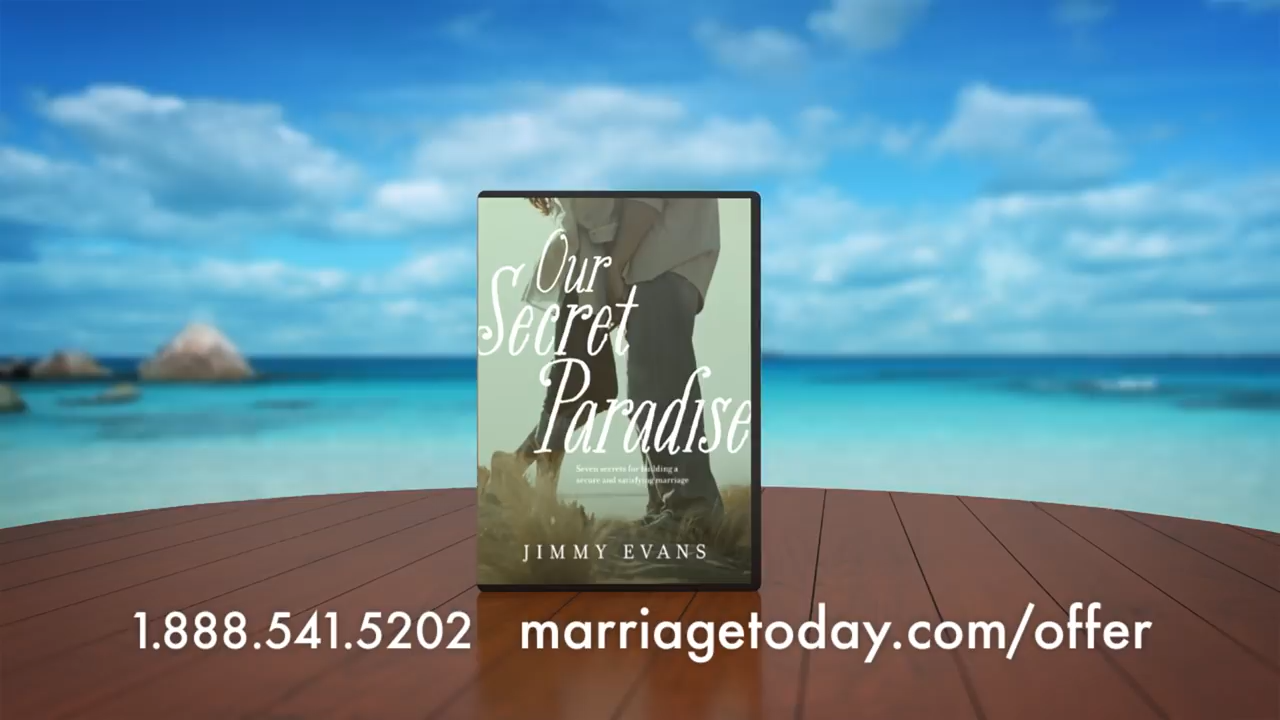 Our
Secret
Paradise
Seven secrets for building a
secure and satisfying marriage
JIMMY EVANS
1.888.541.5202 marriagetoday.com/offer